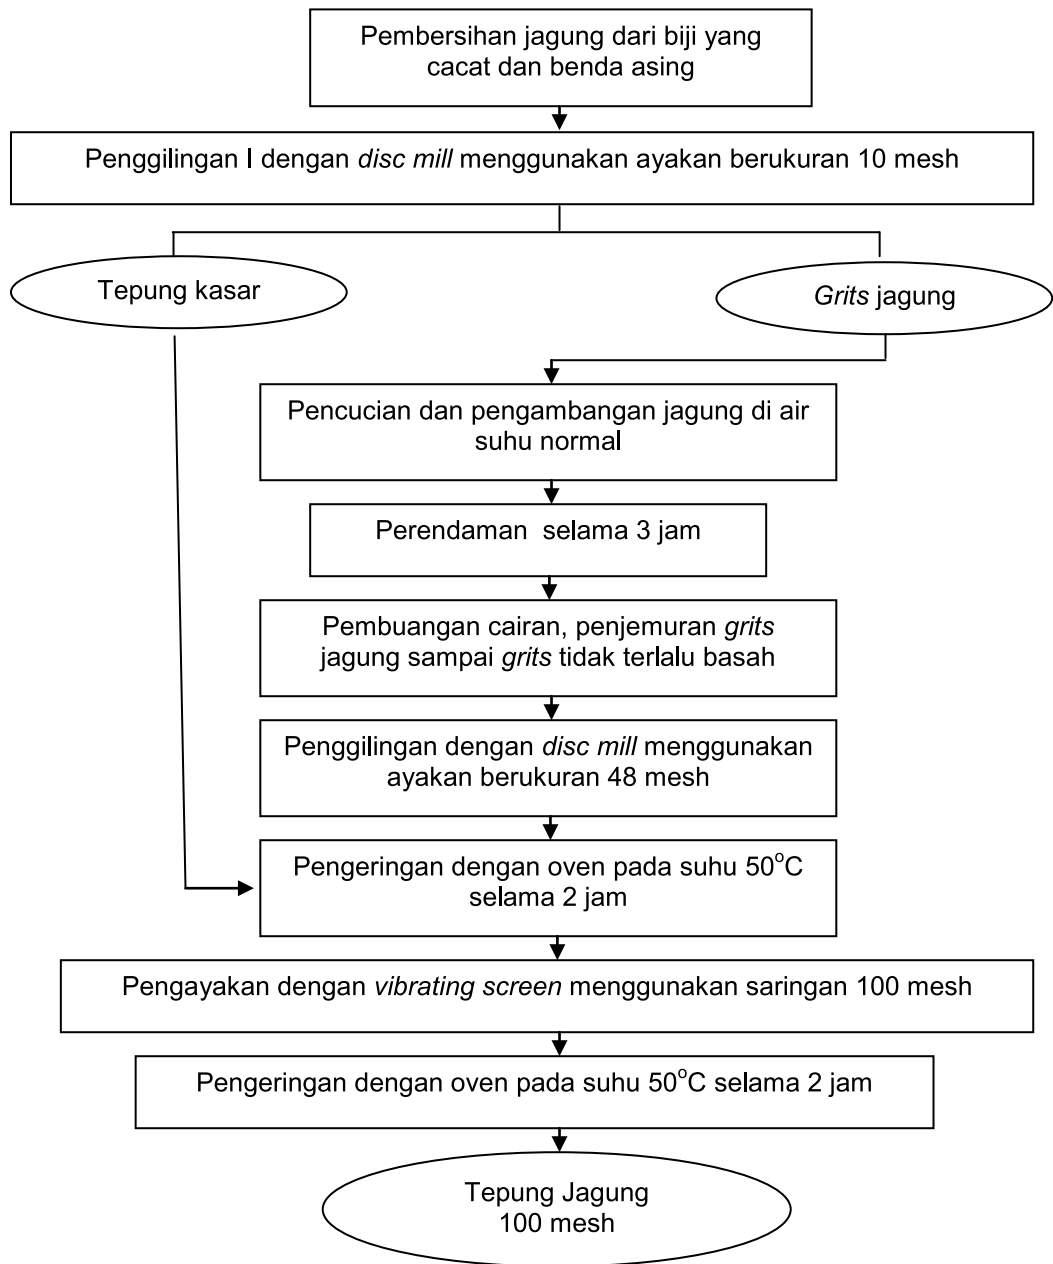 Pembersihan jagung dari biji yang
cacat dan benda asing
Penggilingan I dengan disc mill menggunakan ayakan berukuran 10 mesh
Tepung kasar
Grits jagung
Pencucian dan pengambangan jagung di air
suhu normal
Perendaman selama 3 jam
Pembuangan cairan, penjemuran grits
jagung sampai grits tidak terlalu basah
Penggilingan dengan disc mill menggunakan
ayakan berukuran 48 mesh
Pengeringan dengan oven pada suhu 50°C
selama 2 jam
Pengayakan dengan vibrating screen menggunakan saringan 100 mesh
Pengeringan dengan oven pada suhu 50°C selama 2 jam
Tepung Jagung
100 mesh